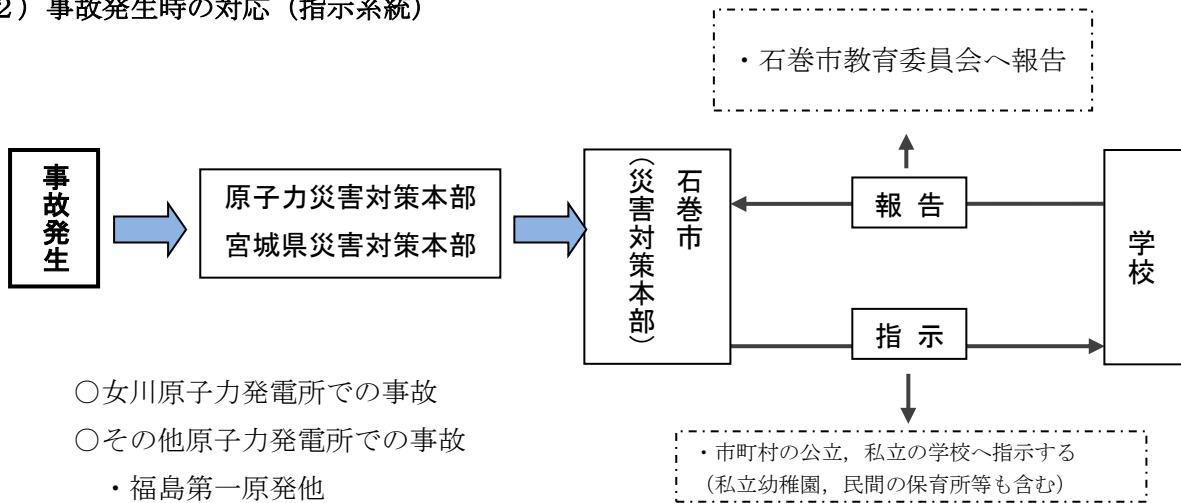 ２）事故発生時の対応（指示系統）
・石巻市教育委員会へ報告
事故発生
原子力災害対策本部
宮城県災害対策本部
石巻市
（災害対策本部）
報 告
指 示
学校
○女川原子力発電所での事故
○その他原子力発電所での事故
・福島第一原発他
・市町村の公立，私立の学校へ指示する
（私立幼稚園，民間の保育所等も含む）